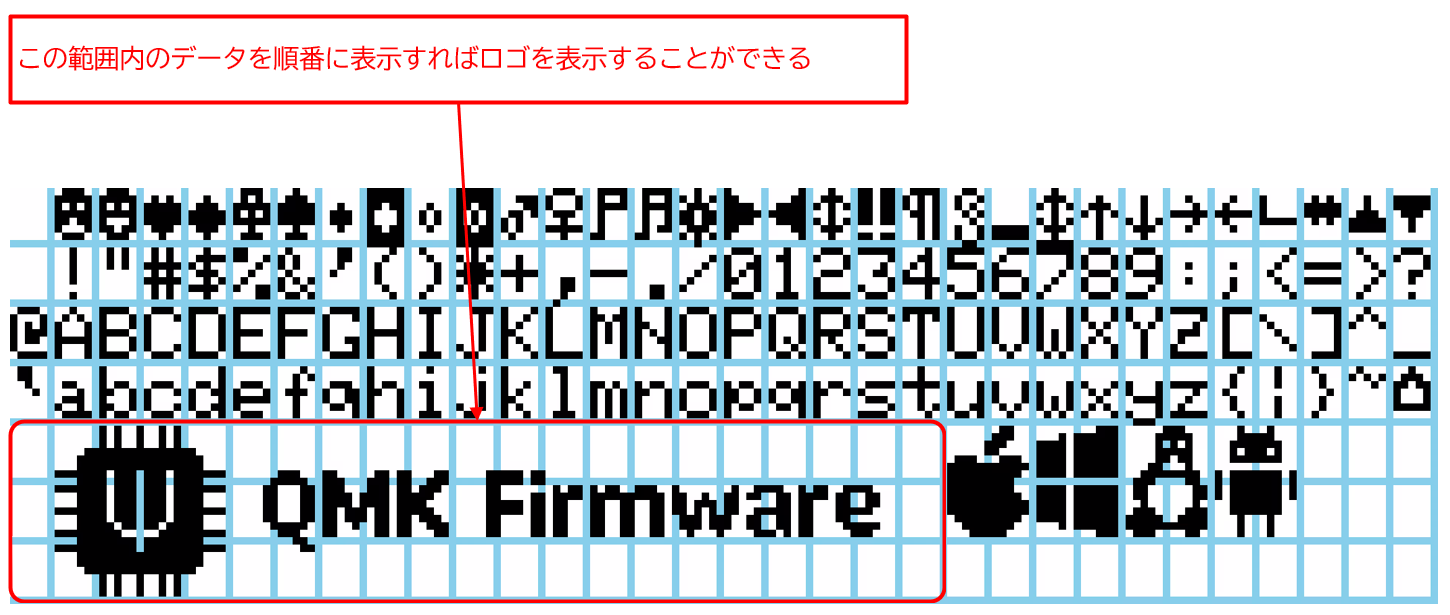 この範囲内のデータを順番に表示すればロゴを表示することができる
!"#$%&'()*+,-./0123456789:;<=>?
@ABCDEFGHIJKLMNOPQRSTUVWXYZ[\]^_
`abcdefghijklmnopqrstuvwxyz{|}~
QMK Firmware